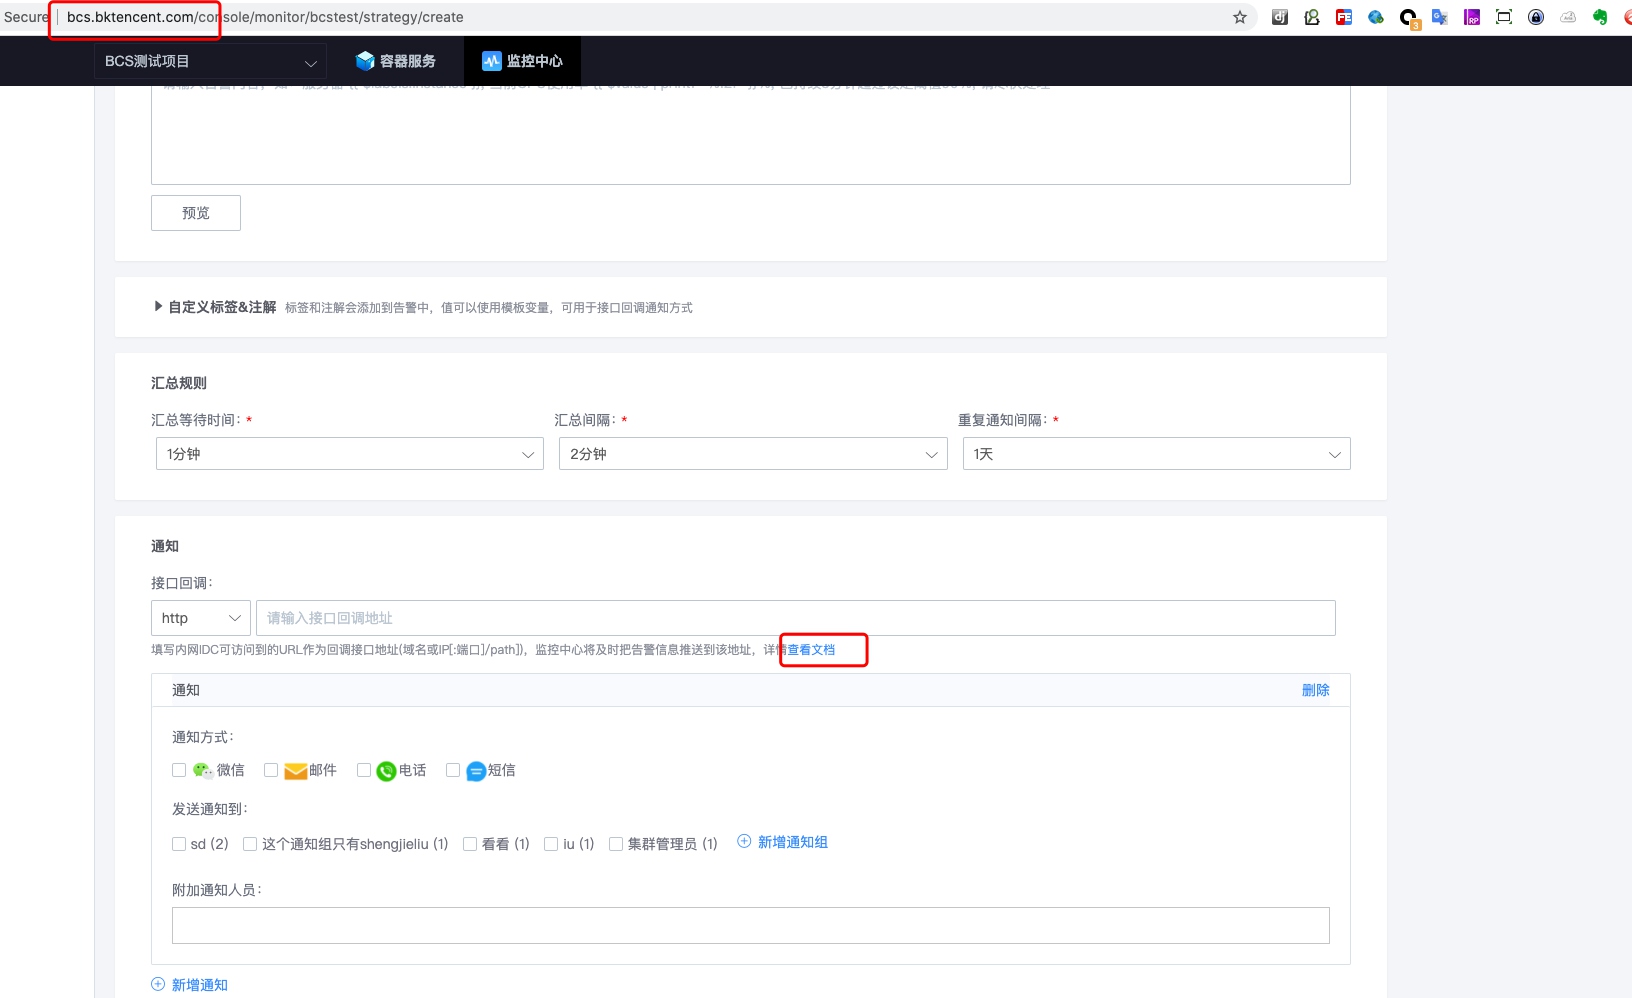 Secure | bcs.bktencent.com/console/monitor/bcstest/strategy/create
3
BCS测试项目 容器服务 监控中心
预览
自定义标签&注解 标签和注解会添加到告警中，值可以使用模板变量，可用于接口回调通知方式
汇总规则
汇总等待时间：* 汇总间隔：* 重复通知间隔：*
1分钟 2分钟 1天
通知
接口回调：
http 请输入接口回调地址
填写内网IDC可访问到的URL作为回调接口地址(域名或IP[:端口]/path])，监控中心将及时把告警信息推送到该地址，详情查看文档
通知 删除
通知方式：
微信 邮件 电话 短信
发送通知到：
sd (2) 这个通知组只有shengjieliu (1) 看看 (1) iu (1) 集群管理员 (1) 新增通知组
附加通知人员：
新增通知